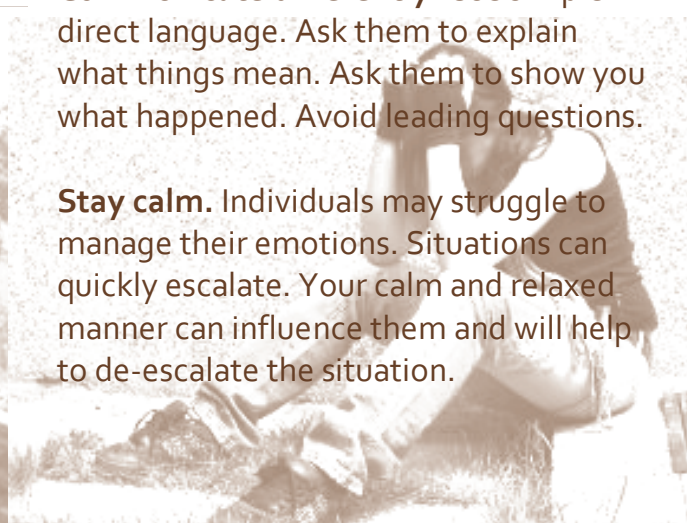 direct language. Ask them to explain
what things mean. Ask them to show you
what happened. Avoid leading questions.
Stay calm. Individuals may struggle to
manage their emotions. Situations can
quickly escalate. Your calm and relaxed
manner can influence them and will help
to de-escalate the situation.